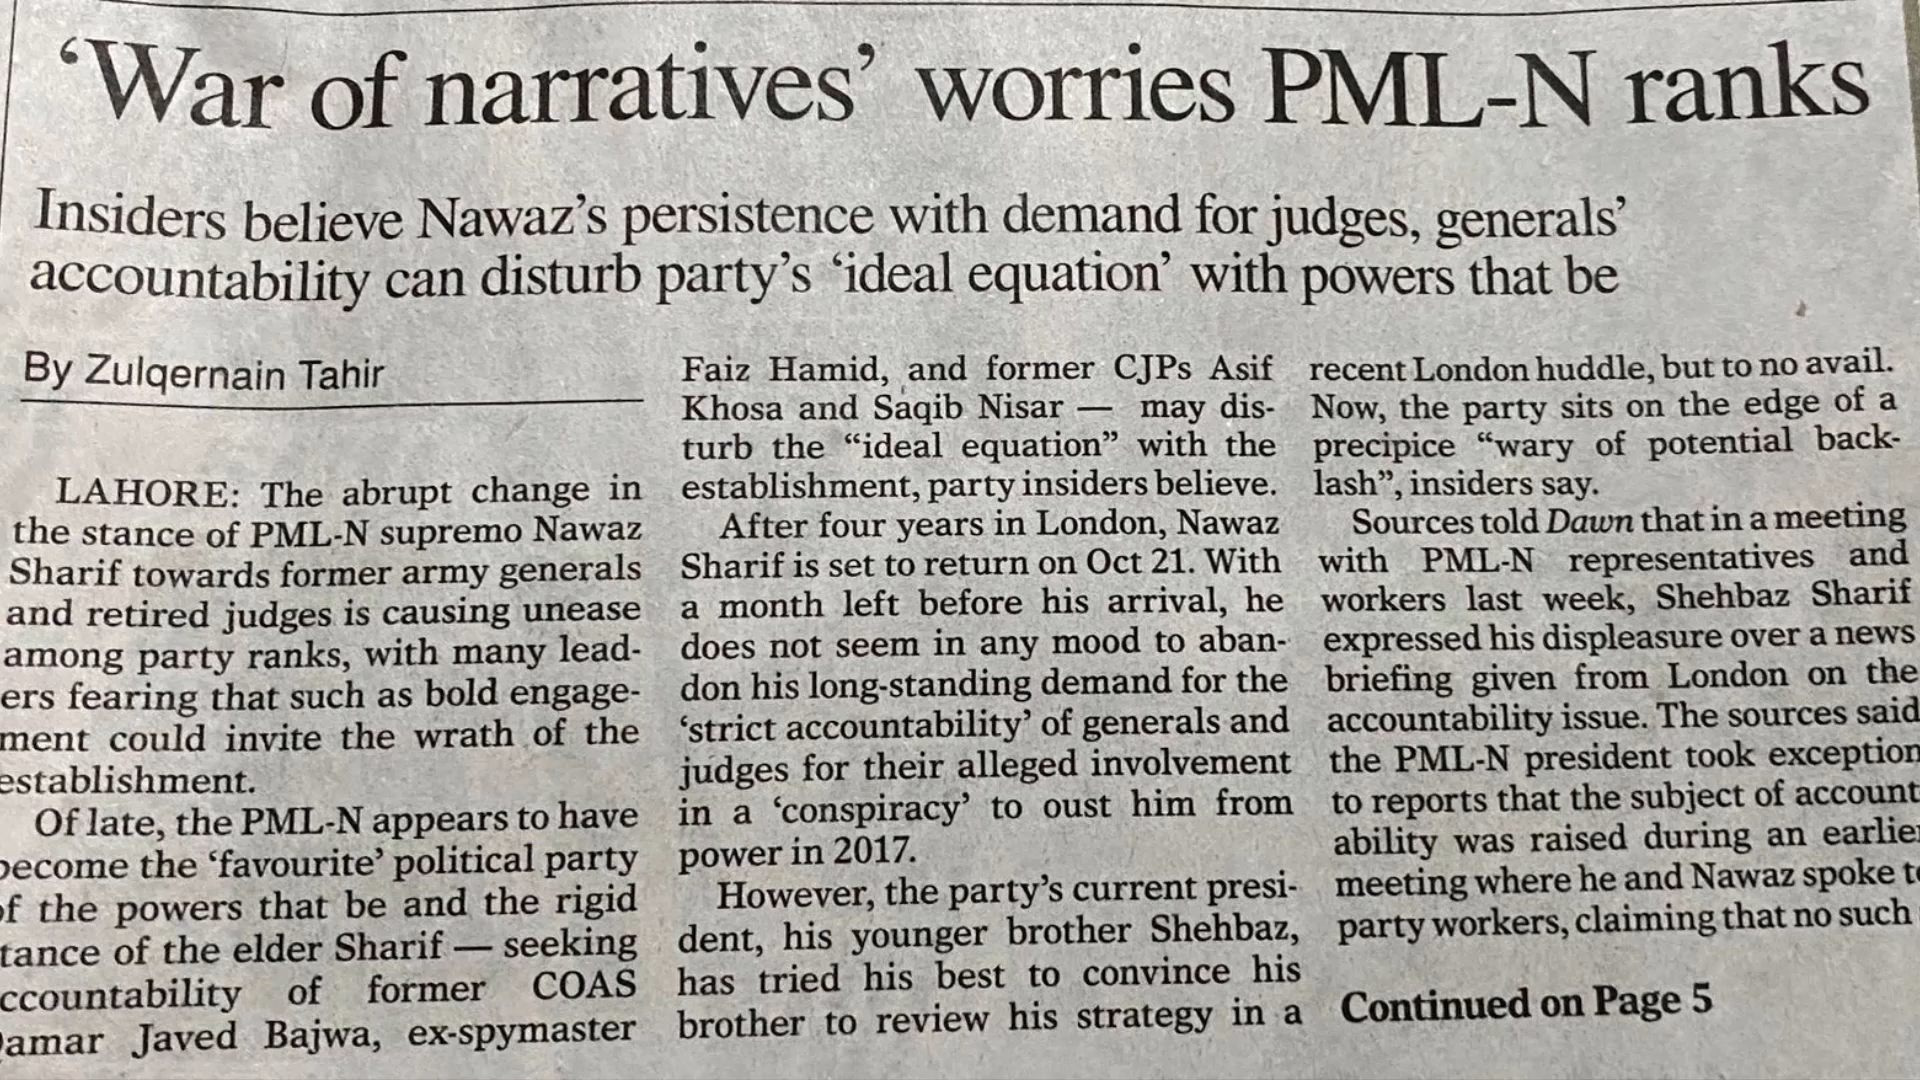 ‘War of narratives’ worries PML-N ranks
Insiders believe Nawaz’s persistence with demand for judges, generals’
accountability can disturb party’s ‘ideal equation’ with powers that be
By Zulqernain Tahir
LAHORE: The abrupt change in
the stance of PML-N supremo Nawaz
Sharif towards former army generals
and retired judges is causing unease
among party ranks, with many lead-
ers fearing that such as bold engage-
ment could invite the wrath of the
establishment.
Of late, the PML-N appears to have
become the ‘favourite’ political party
of the powers that be and the rigid
tance of the elder Sharif — seeking
ccountability of former COAS
Qamar Javed Bajwa, ex-spymaster
Faiz Hamid, and former CJPs Asif
Khosa and Saqib Nisar — may dis-
turb the “ideal equation” with the
establishment, party insiders believe.
After four years in London, Nawaz
Sharif is set to return on Oct 21. With
a month left before his arrival, he
does not seem in any mood to aban-
don his long-standing demand for the
‘strict accountability’ of generals and
judges for their alleged involvement
in a ‘conspiracy’ to oust him from
power in 2017.
However, the party’s current presi-
dent, his younger brother Shehbaz,
has tried his best to convince his
brother to review his strategy in a
recent London huddle, but to no avail.
Now, the party sits on the edge of a
precipice “wary of potential back-
lash”, insiders say.
Sources told Dawn that in a meeting
with PML-N representatives and
workers last week, Shehbaz Sharif
expressed his displeasure over a news
briefing given from London on the
accountability issue. The sources said
the PML-N president took exception
to reports that the subject of account
ability was raised during an earlier
meeting where he and Nawaz spoke to
party workers, claiming that no such
Continued on Page 5